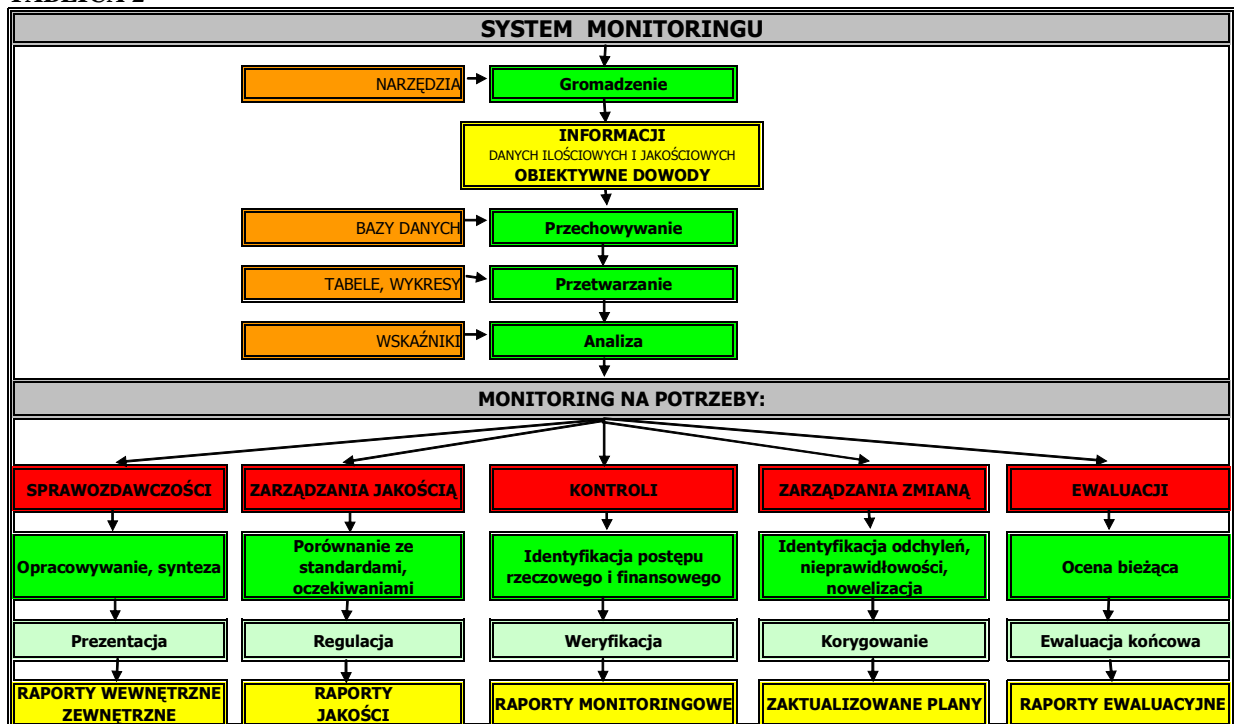 TABLICA 2
SYSTEM MONITORINGU
NARZĘDZIA
Gromadzenie
INFORMACJI
DANYCH ILOŚCIOWYCH I JAKOŚCIOWYCH
OBIEKTYWNE DOWODY
BAZY DANYCH
Przechowywanie
TABELE, WYKRESY
Przetwarzanie
WSKAŹNIKI
Analiza
MONITORING NA POTRZEBY:
SPRAWOZDAWCZOŚCI
ZARZĄDZANIA JAKOŚCIĄ
KONTROLI
ZARZĄDZANIA ZMIANĄ
EWALUACJI
Opracowywanie, synteza
Porównanie ze
standardami,
oczekiwaniami
Identyfikacja postępu
rzeczowego i finansowego
Identyfikacja odchyleń,
nieprawidłowości,
nowelizacja
Ocena bieżąca
Prezentacja
Regulacja
Weryfikacja
Korygowanie
Ewaluacja końcowa
RAPORTY WEWNĘTRZNE
ZEWNĘTRZNE
RAPORTY
JAKOŚCI
RAPORTY MONITORINGOWE
ZAKTUALIZOWANE PLANY
RAPORTY EWALUACYJNE